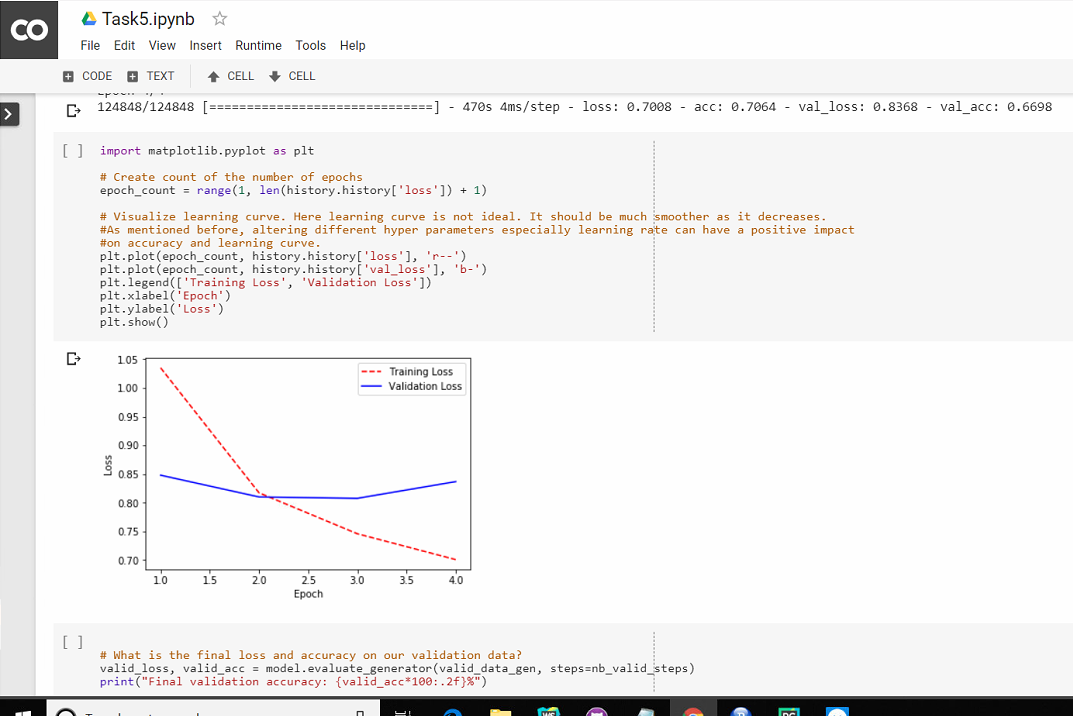 CO
Task5.ipynb
File Edit View Insert Runtime Tools Help
CODE TEXT CELL CELL
124848/124848 [==============================] - 470s 4ms/step - loss: 0.7008 - acc: 0.7064 - val_loss: 0.8368 - val_acc: 0.6698
[ ] import matplotlib.pyplot as plt
# Create count of the number of epochs
epoch_count = range(1, len(history.history['loss']) + 1)
# Visualize learning curve. Here learning curve is not ideal. It should be much smoother as it decreases.
#As mentioned before, altering different hyper parameters especially learning rate can have a positive impact
#on accuracy and learning curve.
plt.plot(epoch_count, history.history['loss'], 'r--')
plt.plot(epoch_count, history.history['val_loss'], 'b-')
plt.legend(['Training Loss', 'Validation Loss'])
plt.xlabel('Epoch')
plt.ylabel('Loss')
plt.show()
1.05
1.00
0.95
0.90
0.85
0.80
0.75
0.70
Loss
Training Loss
Validation Loss
1.0 1.5 2.0 2.5 3.0 3.5 4.0
Epoch
[ ]
# What is the final loss and accuracy on our validation data?
valid_loss, valid_acc = model.evaluate_generator(valid_data_gen, steps=nb_valid_steps)
print("Final validation accuracy: {valid_acc*100:.2f}%")